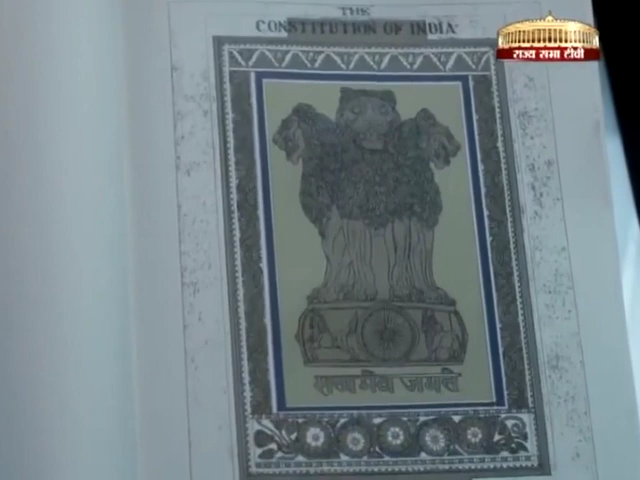 THE
CONSTITUTION OF INDIA
राज्य सभा टीवी
सत्यमेव जयते